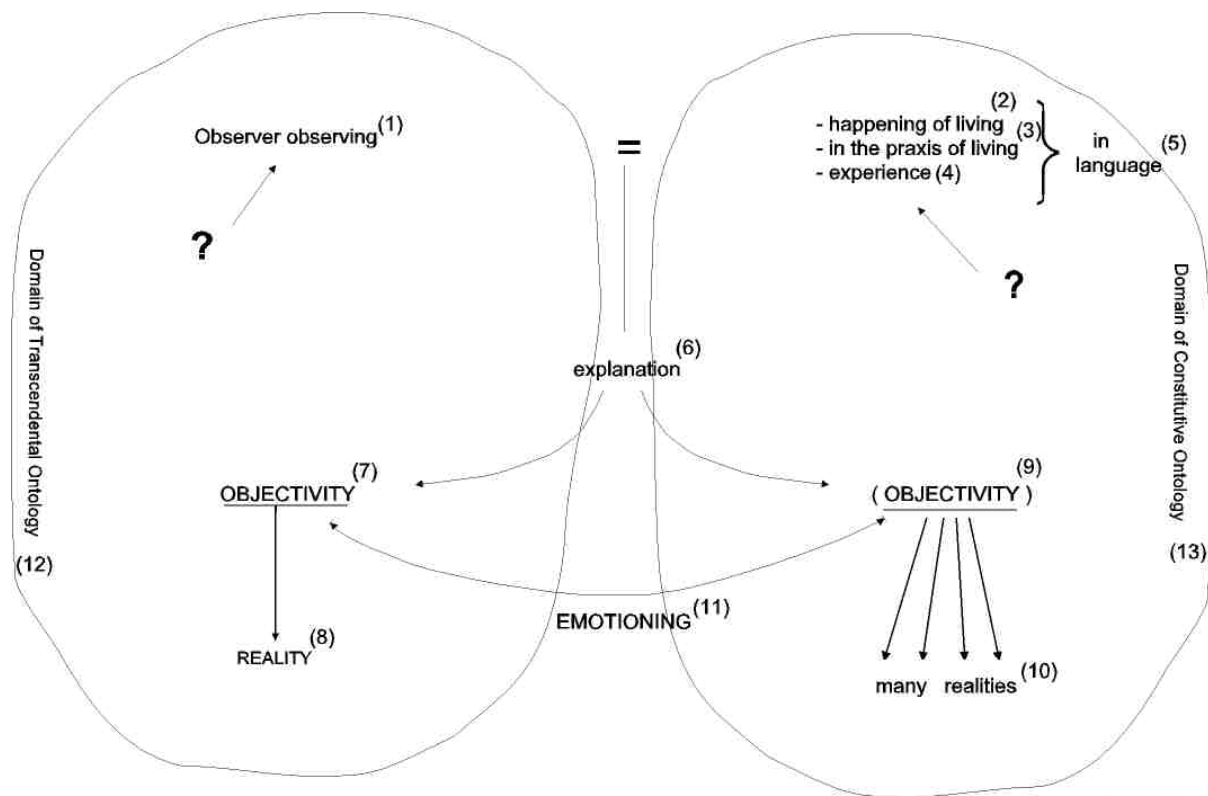 Observer observing(1)
?
=
- happening of living(2)
- in the praxis of living(3)
- experience(4)
}
in
language(5)
?
Domain of Transcendental Ontology
(12)
Domain of Constitutive Ontology
(13)
explanation(6)
OBJECTIVITY(7)
( OBJECTIVITY )(9)
EMOTIONING(11)
REALITY(8)
many realities(10)